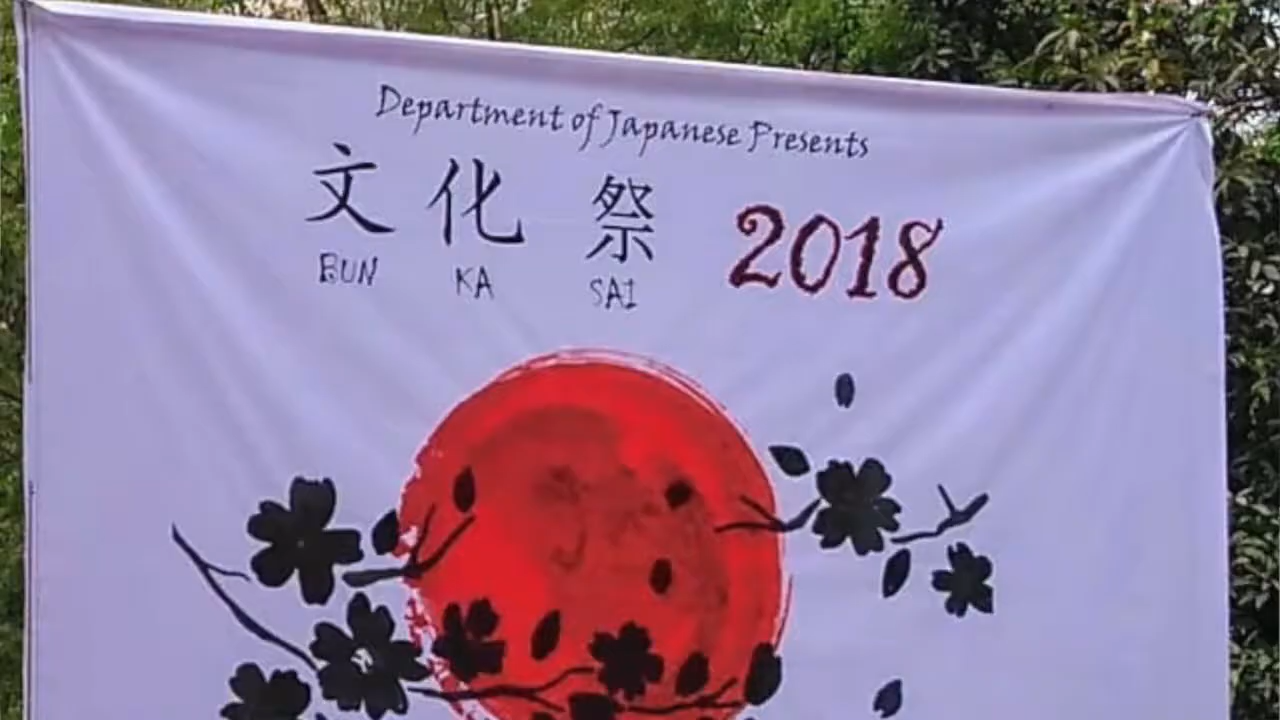 Department of Japanese Presents
文化祭 2018
BUN KA SAI